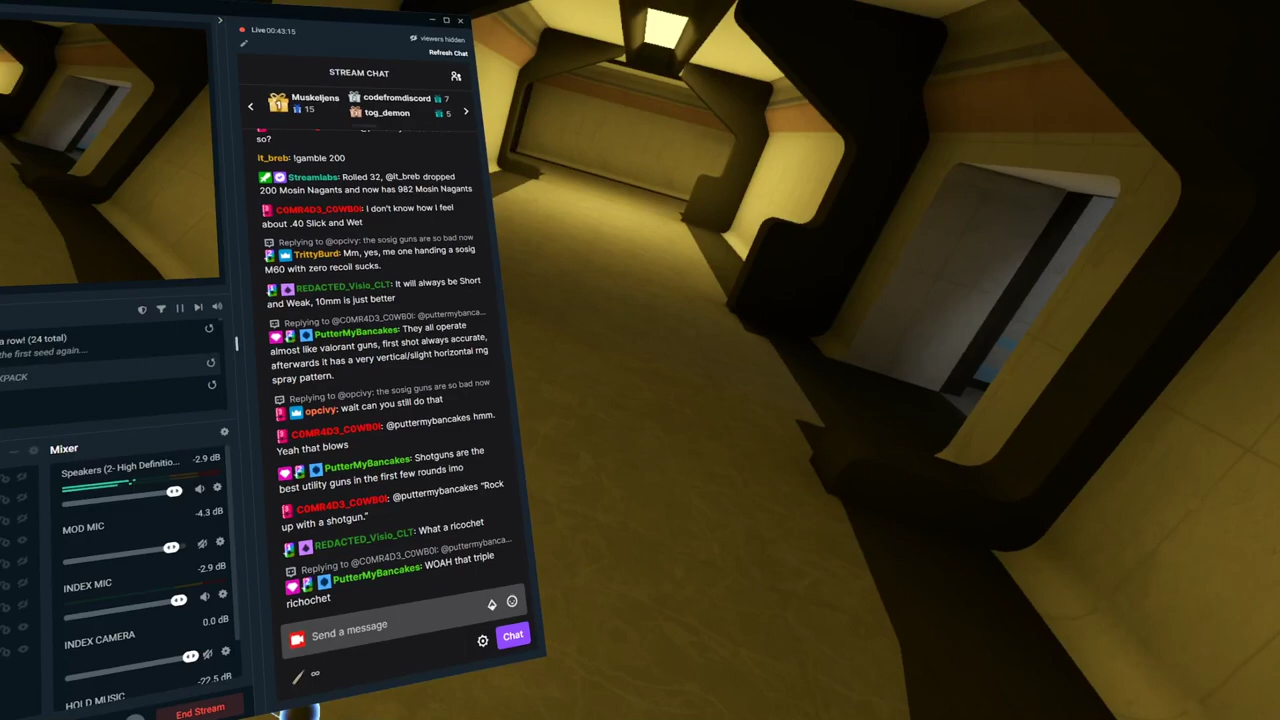 Live 00:43:15
viewers hidden
Refresh Chat
STREAM CHAT
1
Muskeljens
15
2
codefromdiscord 7
3
tog_demon 5
so?
lt_breb: !gamble 200
Streamlabs: Rolled 32, @lt_breb dropped
200 Mosin Nagants and now has 982 Mosin Nagants
C0MR4D3_C0WB0I: I don't know how I feel
about .40 Slick and Wet
Replying to @opcivy: the sosig guns are so bad now
TrittyBurd: Mm, yes, me one handing a sosig
M60 with zero recoil sucks.
REDACTED_Visio_CLT: It will always be Short
and Weak, 10mm is just better
Replying to @C0MR4D3_C0WB0I: @puttermybanca...
PutterMyBancakes: They all operate
almost like valorant guns, first shot always accurate,
afterwards it has a very vertical/slight horizontal rng
spray pattern.
Replying to @opcivy: the sosig guns are so bad now
opcivy: wait can you still do that
C0MR4D3_C0WB0I: @puttermybancakes hmm.
Yeah that blows
PutterMyBancakes: Shotguns are the
best utility guns in the first few rounds imo
C0MR4D3_C0WB0I: @puttermybancakes "Rock
up with a shotgun."
REDACTED_Visio_CLT: What a ricochet
Replying to @C0MR4D3_C0WB0I: @puttermybanc...
PutterMyBancakes: WOAH that triple
richochet
Send a message
Chat
∞
a row! (24 total)
the first seed again....
XPACK
Mixer
Speakers (2- High Definitio... -2.9 dB
MOD MIC -4.3 dB
INDEX MIC -2.9 dB
INDEX CAMERA 0.0 dB
HOLD MUSIC -22.5 dB
End Stream